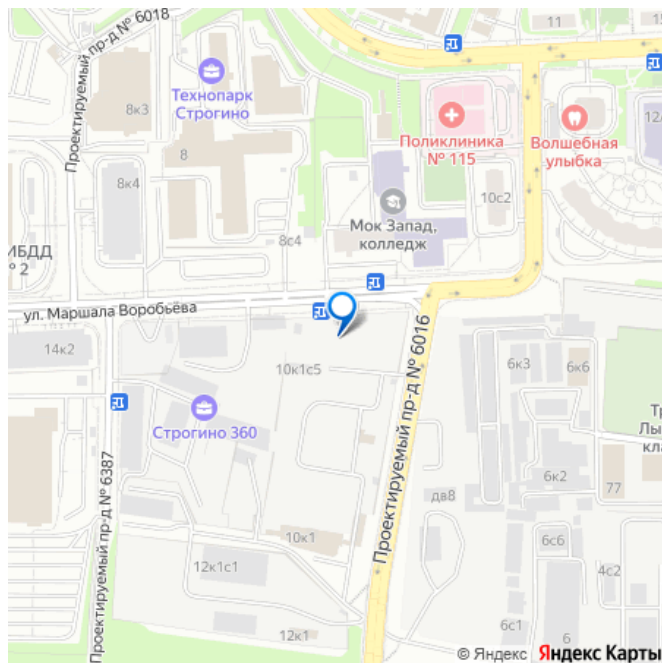 Проектируемый пр-д № 6018
11
Технопарк
Строгино
8к3
8
Поликлиника
№ 115
Волшебная
улыбка
8к4
10с2
Мок Запад,
колледж
8с4
ИБДД
2
ул. Маршала Воробьёва
14к2
10к1с5
Строгино 360
Проектируемый пр-д № 6016
Проектируемый пр-д № 6387
6к3
6к6
Лы
кла
6к2
77
дв8
10к1
12к1с1
6с6
4с2
12к1
6с1
6
© Яндекс
Яндекс Карты